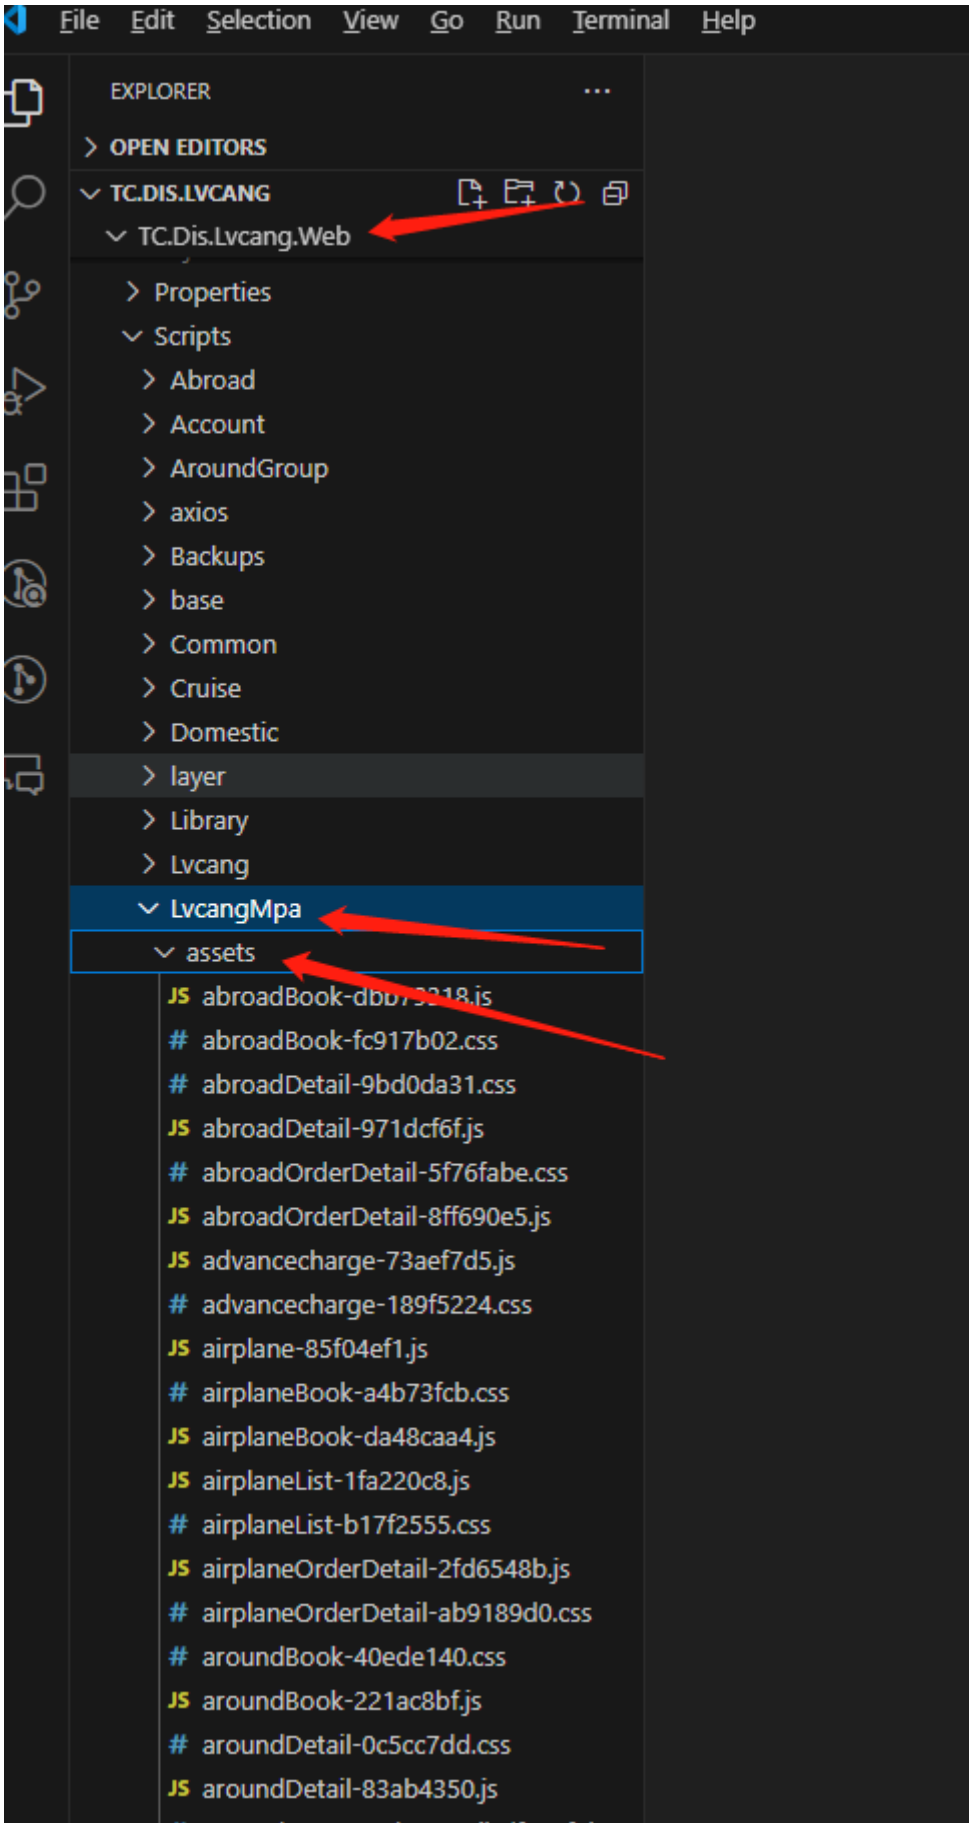 File Edit Selection View Go Run Terminal Help
EXPLORER
OPEN EDITORS
TC.DIS.LVCANG
TC.Dis.Lvcang.Web
Properties
Scripts
Abroad
Account
AroundGroup
axios
Backups
base
Common
Cruise
Domestic
layer
Library
Lvcang
LvcangMpa
assets
JS abroadBook-dbb73218.js
# abroadBook-fc917b02.css
# abroadDetail-9bd0da31.css
JS abroadDetail-971dcf6f.js
# abroadOrderDetail-5f76fabe.css
JS abroadOrderDetail-8ff690e5.js
JS advancecharge-73aef7d5.js
# advancecharge-189f5224.css
JS airplane-85f04ef1.js
# airplaneBook-a4b73fcb.css
JS airplaneBook-da48caa4.js
JS airplaneList-1fa220c8.js
# airplaneList-b17f2555.css
JS airplaneOrderDetail-2fd6548b.js
# airplaneOrderDetail-ab9189d0.css
# aroundBook-40ede140.css
JS aroundBook-221ac8bf.js
# aroundDetail-0c5cc7dd.css
JS aroundDetail-83ab4350.js